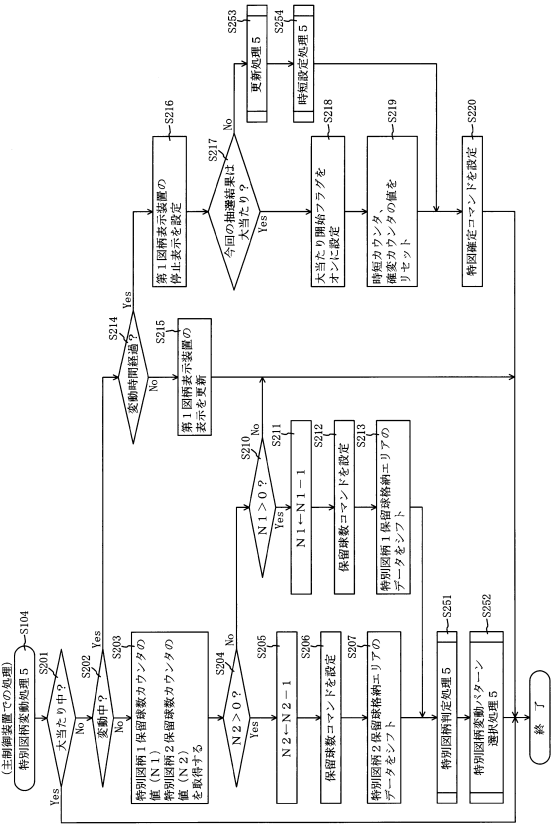 (主制御装置での処理)
特別図柄変動処理5
S104
S201
大当たり中?
Yes
No
S202
変動中?
Yes
No
S203
特別図柄1保留球数カウンタの
値(N1)
特別図柄2保留球数カウンタの
値(N2)
を取得する
S204
N2>0?
No
Yes
S205
N2←N2-1
S206
保留球数コマンドを設定
S207
特別図柄2保留球格納エリアの
データをシフト
S210
N1>0?
No
Yes
S211
N1←N1-1
S212
保留球数コマンドを設定
S213
特別図柄1保留球格納エリアの
データをシフト
S251
特別図柄判定処理5
S252
特別図柄変動パターン
選択処理5
S214
変動時間経過?
Yes
No
S215
第1図柄表示装置の
表示を更新
S216
第1図柄表示装置の
停止表示を設定
S217
今回の抽選結果は
大当たり?
No
Yes
S218
大当たり開始フラグを
オンに設定
S219
時短カウンタ、
確変カウンタの値を
リセット
S253
更新処理5
S254
時短設定処理5
S220
特図確定コマンドを設定
終了